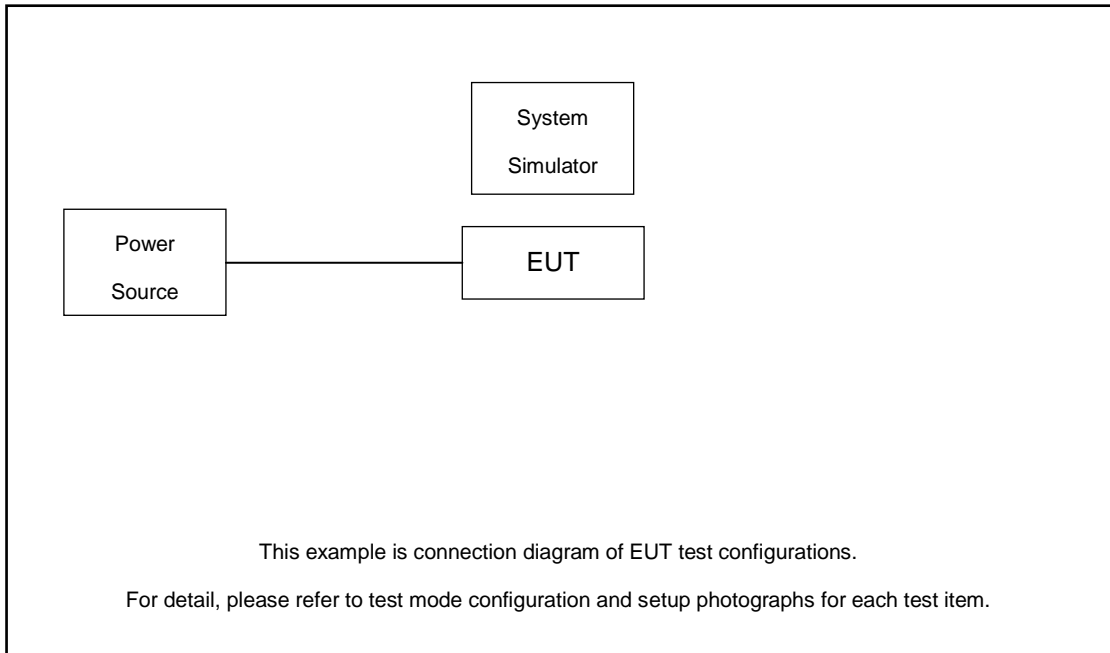 System
Simulator
Power
Source
EUT
This example is connection diagram of EUT test configurations.
For detail, please refer to test mode configuration and setup photographs for each test item.